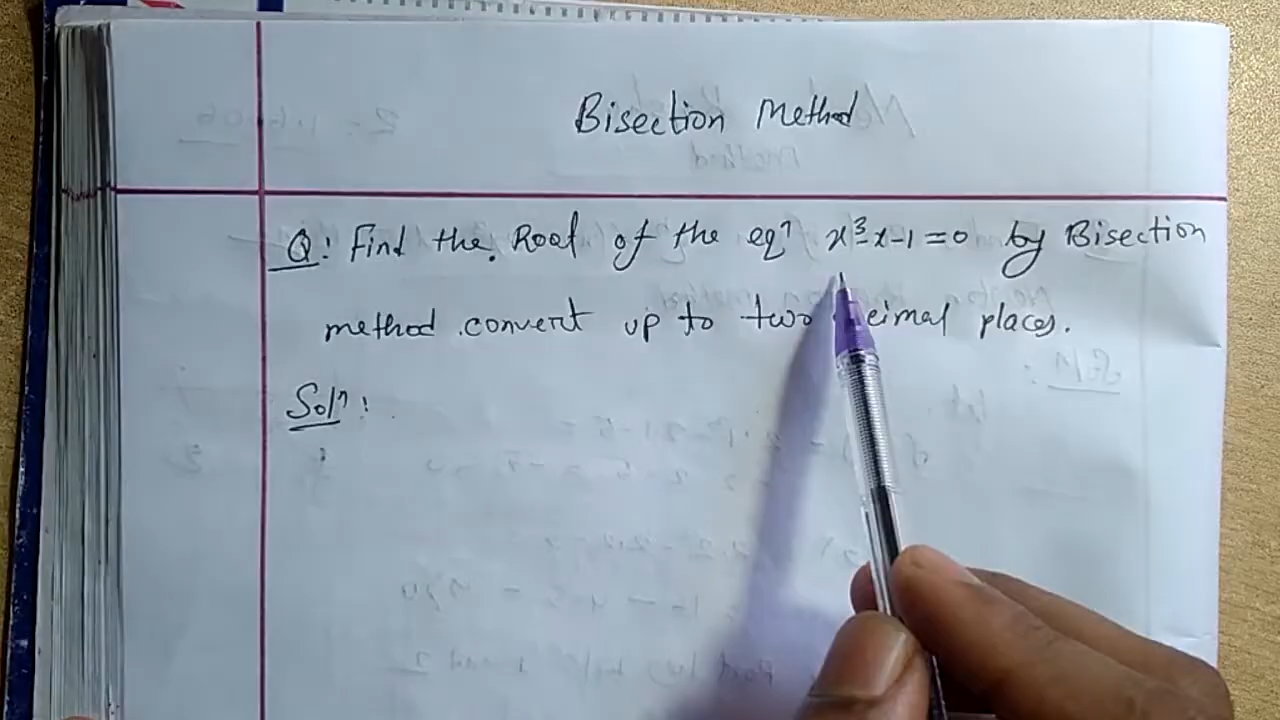 Bisection Method
Q: Find the Root of the eqn x³-x-1=0 by Bisection
method convert up to two places.
Soln: